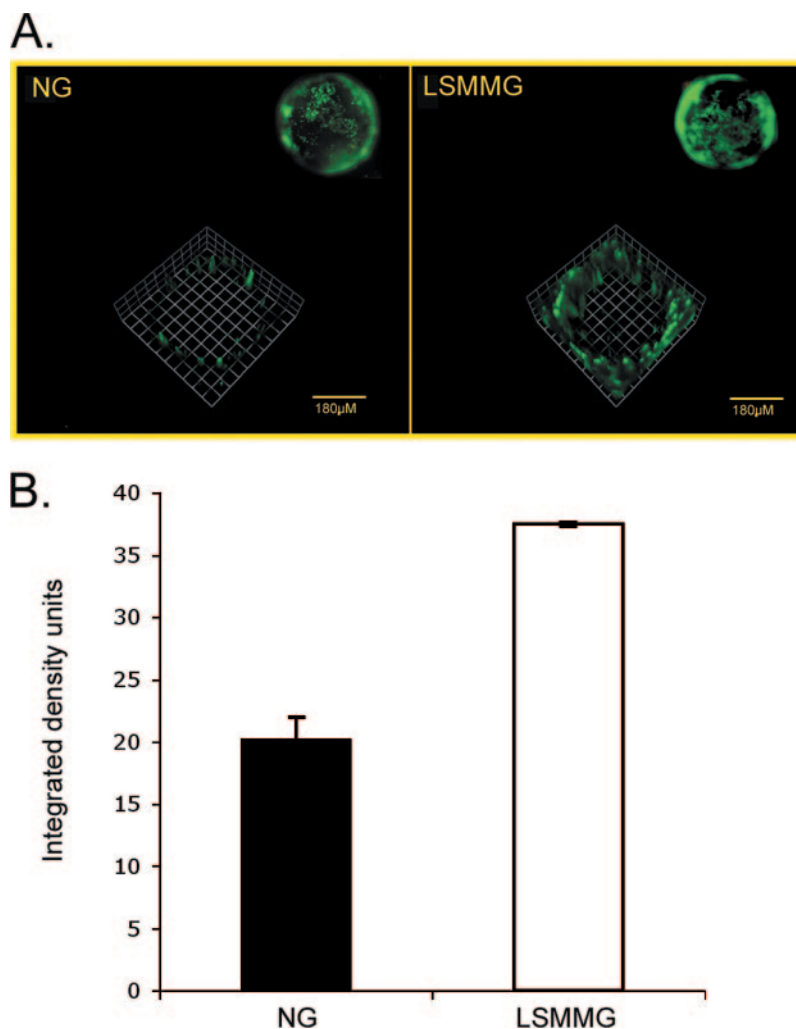 A.
NG
LSMMG
180µM
180µM
B.
Integrated density units
40
35
30
25
20
15
10
5
0
NG
LSMMG